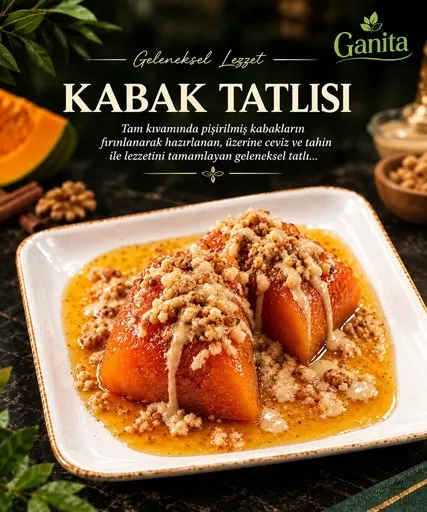 Ganita
Geleneksel Lezzet
KABAK TATLISI
Tam kıvamında pişirilmiş kabakların
fırınlanarak hazırlanan, üzerine ceviz ve tahin
ile lezzetini tamamlayan geleneksel tatlı...